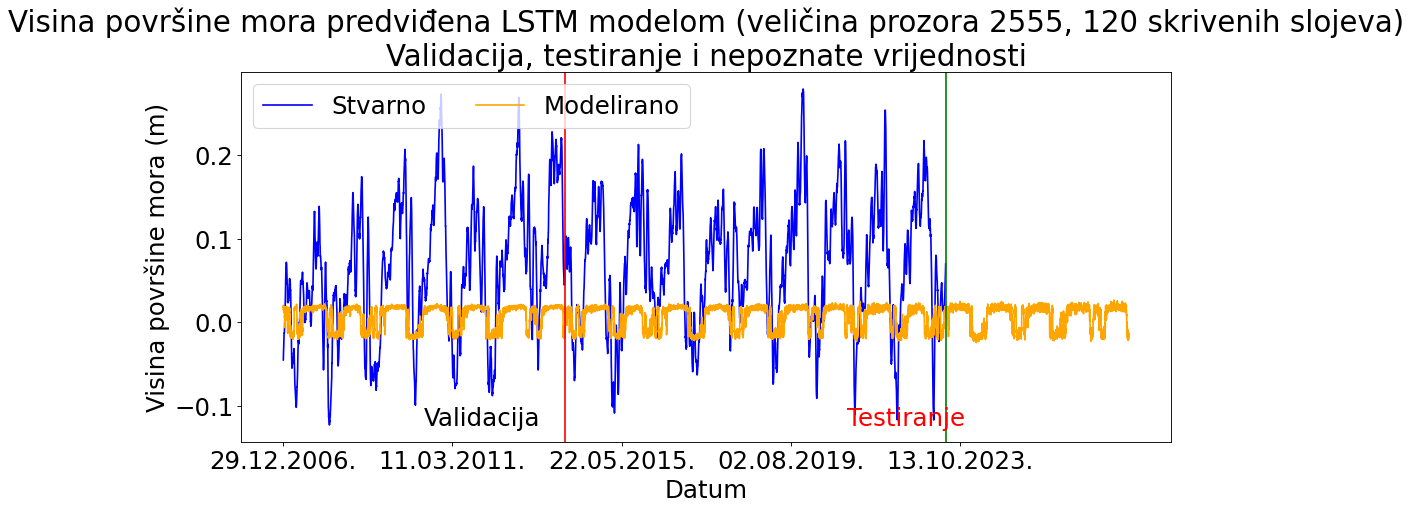 Visina površine mora predviđena LSTM modelom (veličina prozora 2555, 120 skrivenih slojeva)
Validacija, testiranje i nepoznate vrijednosti
Stvarno Modelirano
Visina površine mora (m)
0.2
0.1
0.0
−0.1
Validacija Testiranje
29.12.2006. 11.03.2011. 22.05.2015. 02.08.2019. 13.10.2023.
Datum